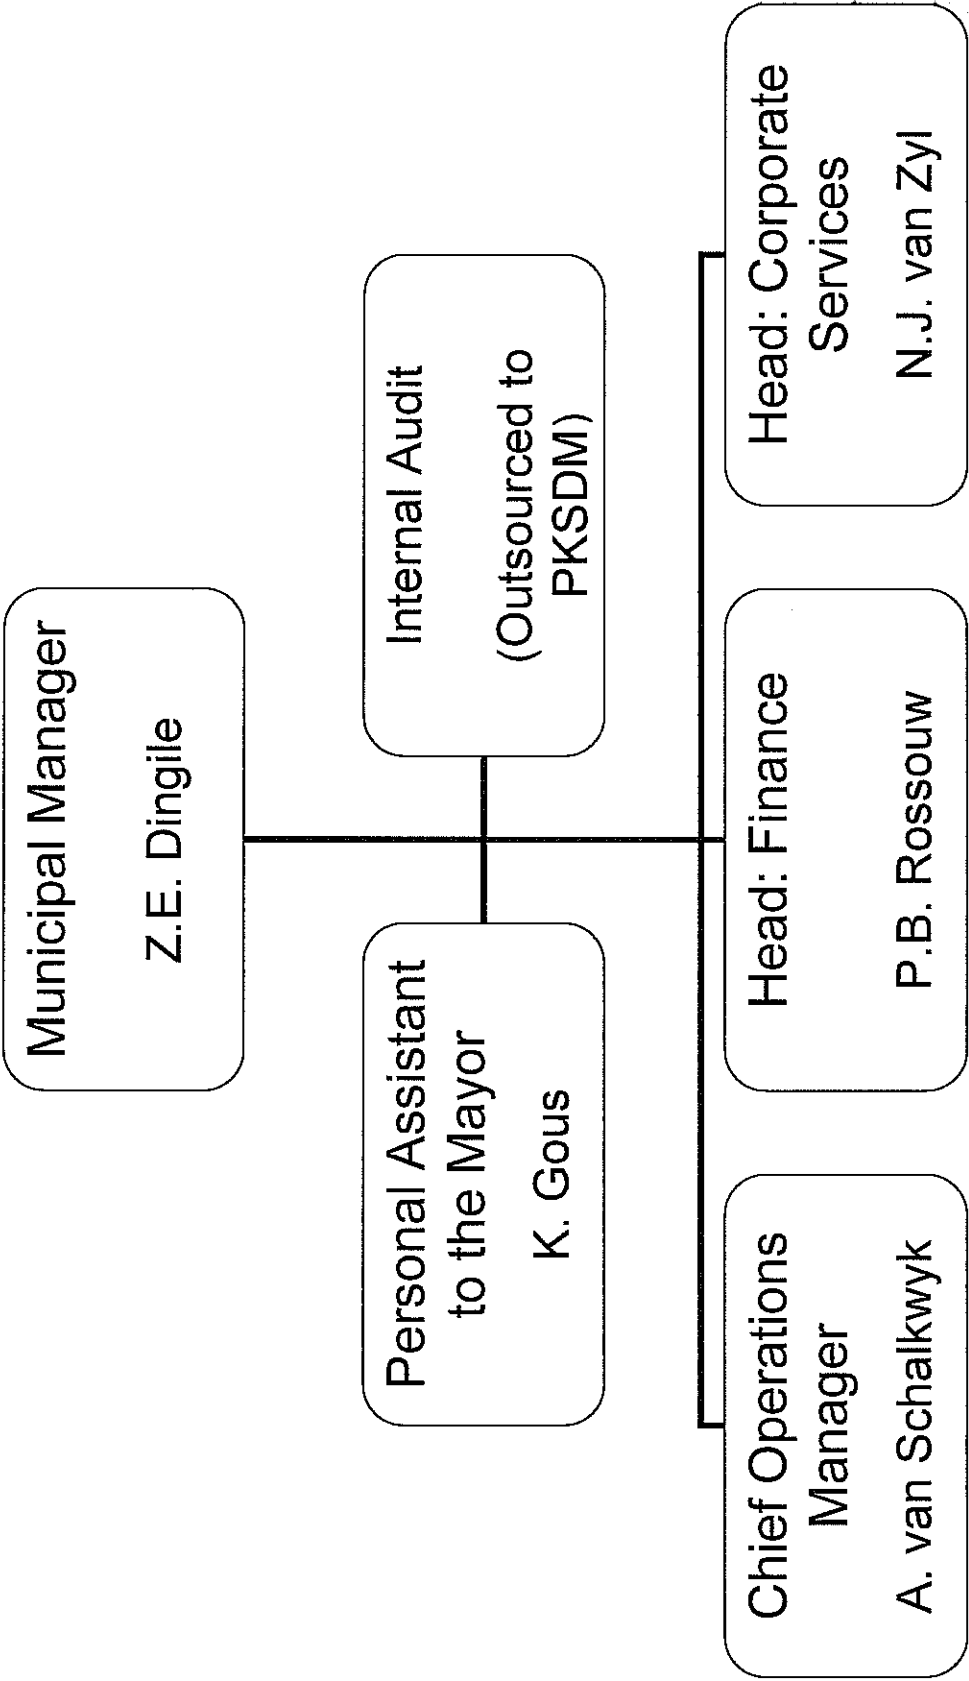 Municipal Manager
Z.E. Dingile
Personal Assistant
to the Mayor
K. Gous
Internal Audit
(Outsourced to
PKSDM)
Chief Operations
Manager
A. van Schalkwyk
Head: Finance
P.B. Rossouw
Head: Corporate
Services
N.J. van Zyl